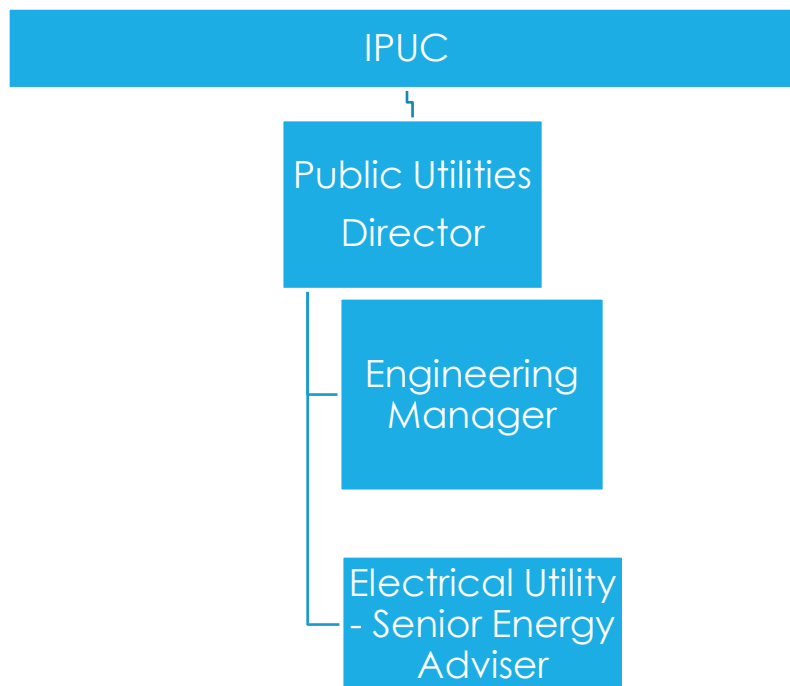 IPUC
Public Utilities
Director
Engineering
Manager
Electrical Utility
- Senior Energy
Adviser